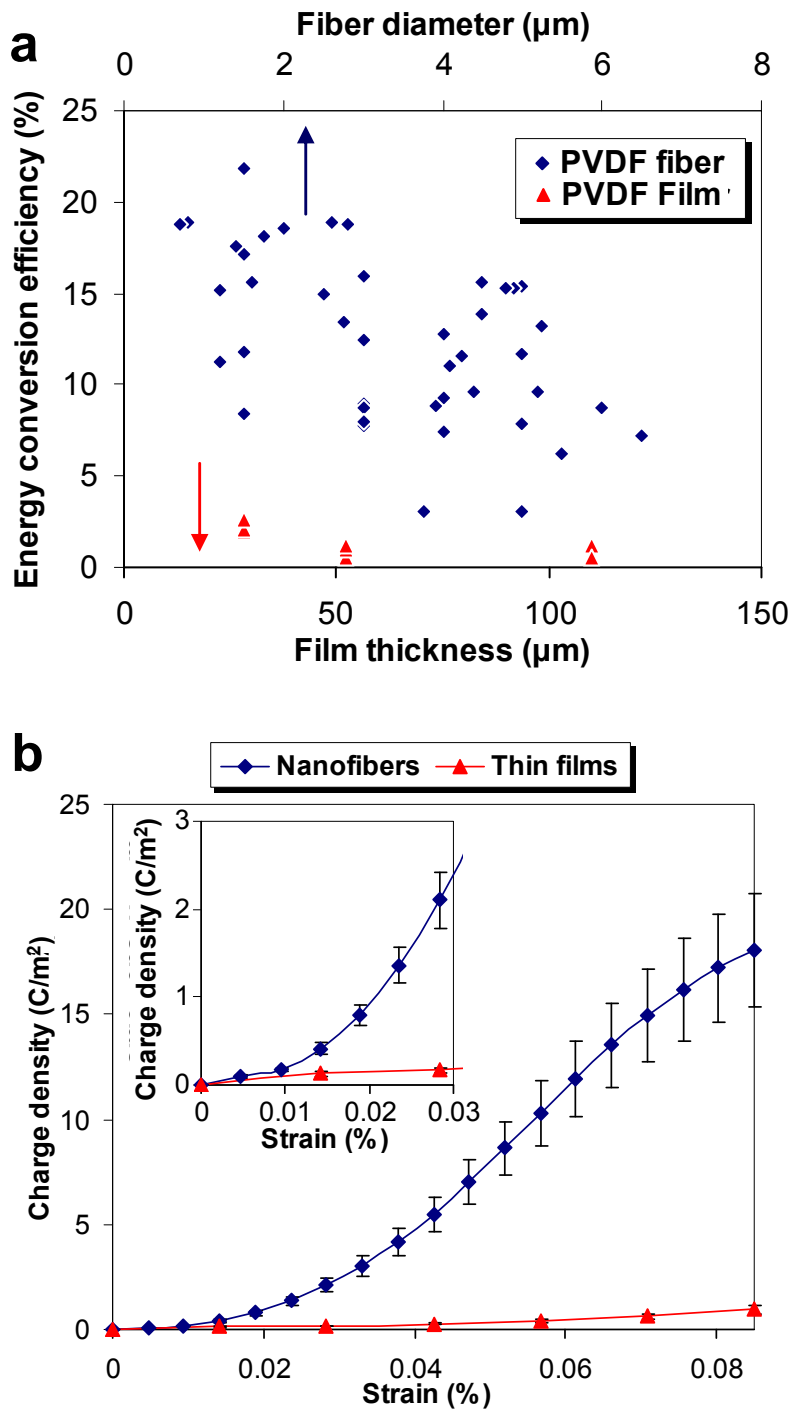 a
Fiber diameter (µm)
0 2 4 6 8
Energy conversion efficiency (%)
25
20
15
10
5
0
PVDF fiber
PVDF Film
0 50 100 150
Film thickness (µm)
b
Nanofibers Thin films
Charge density (C/m²)
25
20
15
10
5
0
Charge density (C/m²)
3
2
1
0
0 0.01 0.02 0.03
Strain (%)
0 0.02 0.04 0.06 0.08
Strain (%)